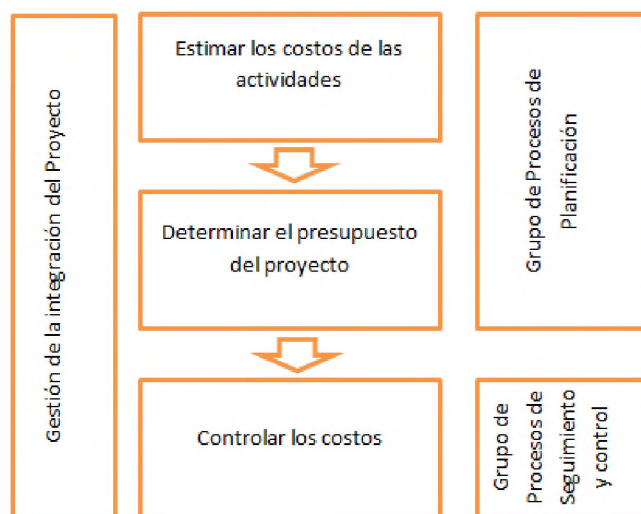 Gestión de la integración del Proyecto
Estimar los costos de las
actividades
Determinar el presupuesto
del proyecto
Controlar los costos
Grupo de Procesos de
Planificación
Grupo de
Procesos de
Seguimiento
y control